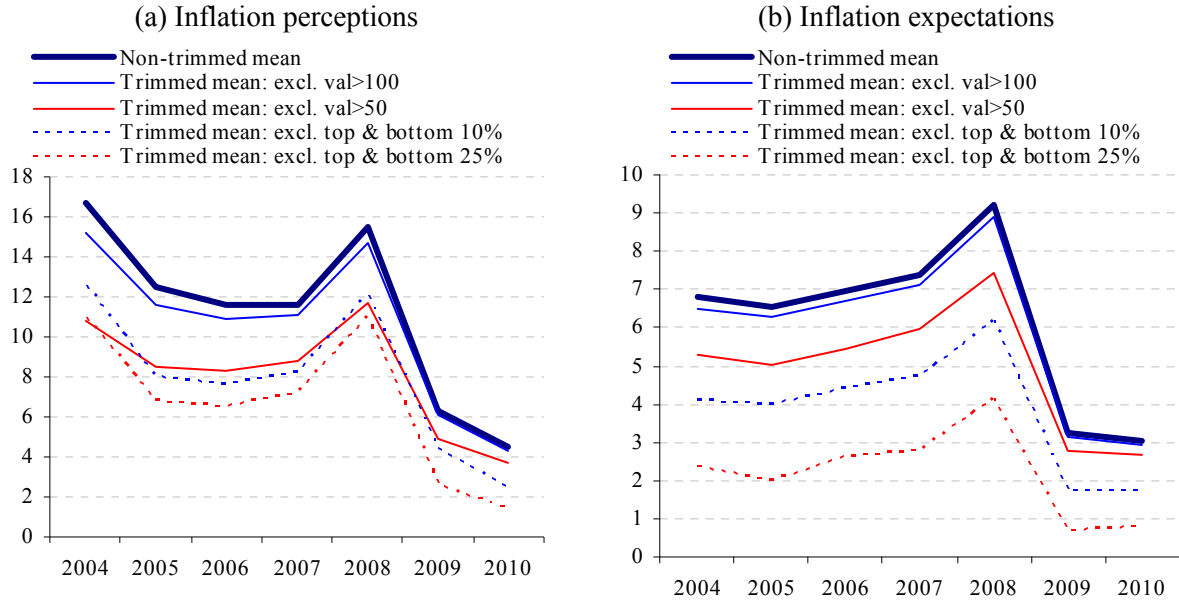 (a) Inflation perceptions
Non-trimmed mean
Trimmed mean: excl. val>100
Trimmed mean: excl. val>50
Trimmed mean: excl. top & bottom 10%
Trimmed mean: excl. top & bottom 25%
18
16
14
12
10
8
6
4
2
0
2004 2005 2006 2007 2008 2009 2010
(b) Inflation expectations
Non-trimmed mean
Trimmed mean: excl. val>100
Trimmed mean: excl. val>50
Trimmed mean: excl. top & bottom 10%
Trimmed mean: excl. top & bottom 25%
10
9
8
7
6
5
4
3
2
1
0
2004 2005 2006 2007 2008 2009 2010